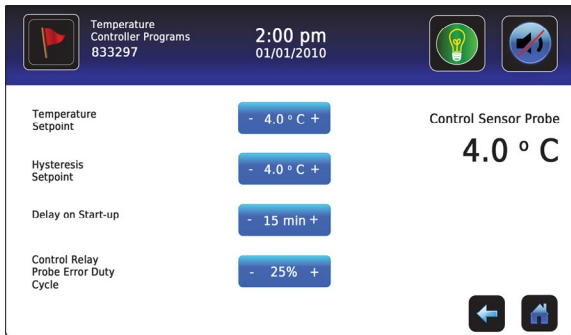 Temperature
Controller Programs
833297
2:00 pm
01/01/2010
Temperature
Setpoint
- 4.0 ° C +
Hysteresis
Setpoint
- 4.0 ° C +
Delay on Start-up
- 15 min +
Control Relay
Probe Error Duty
Cycle
- 25% +
Control Sensor Probe
4.0 ° C